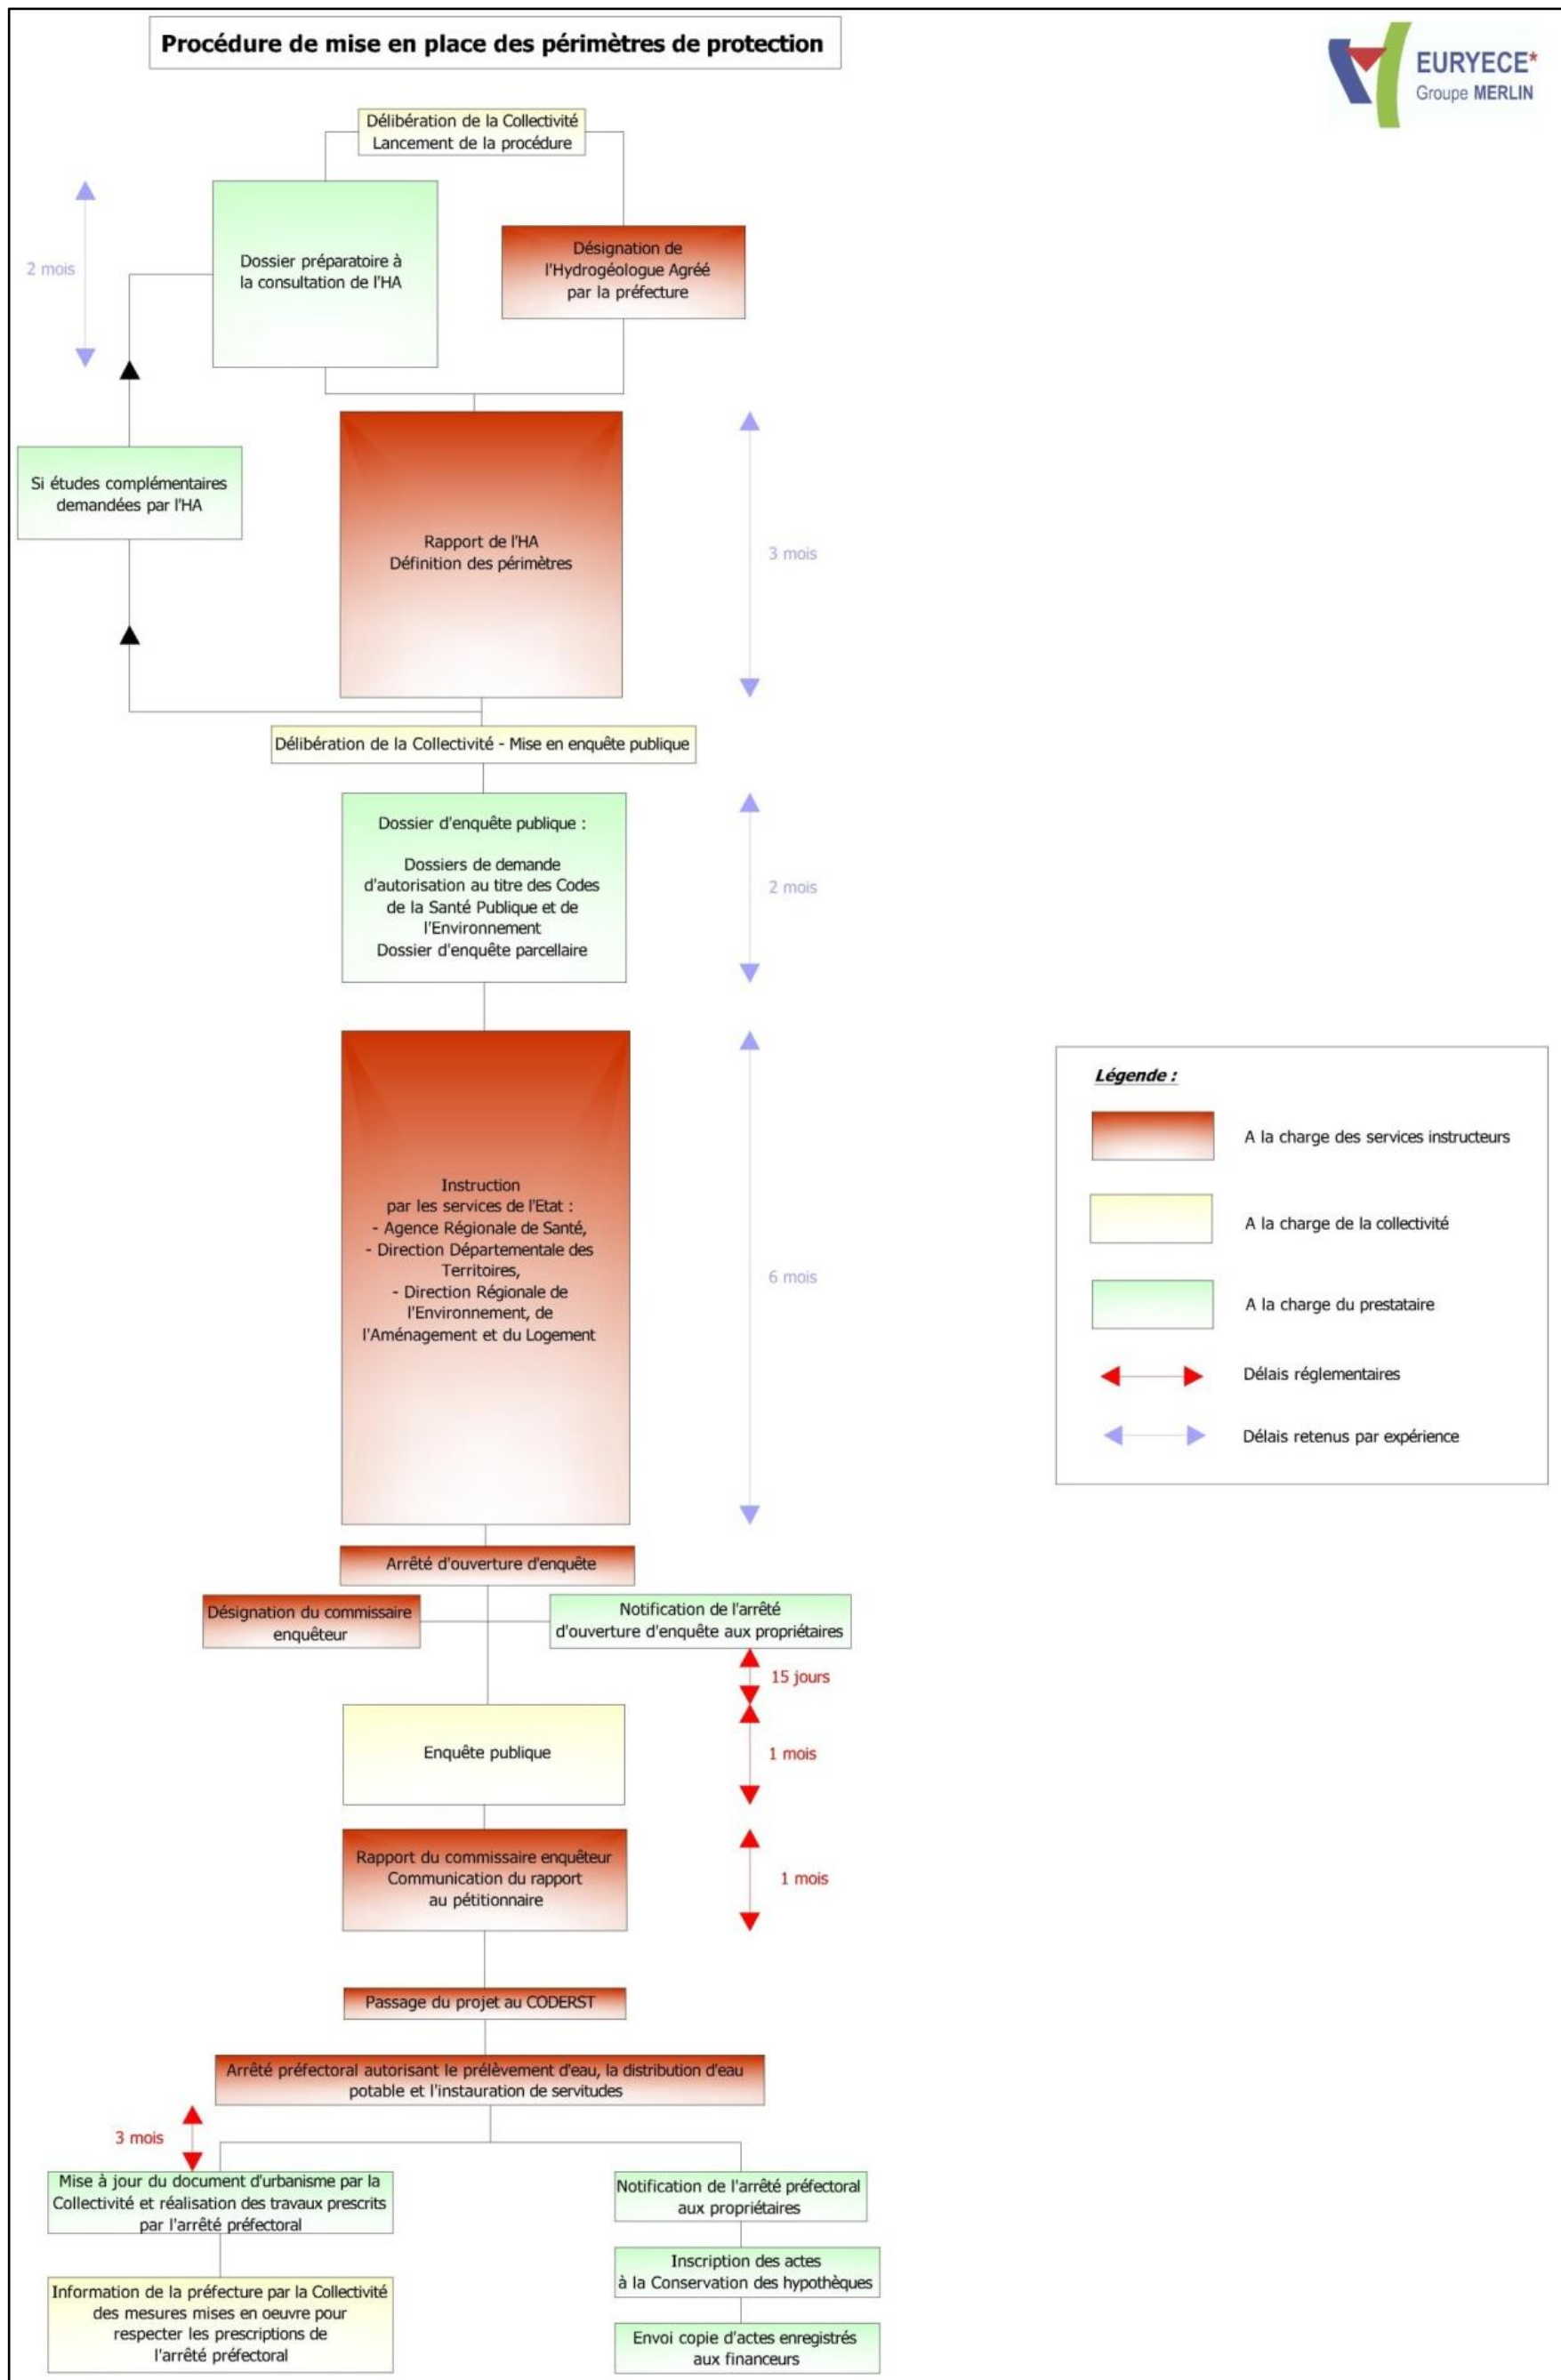 Procédure de mise en place des périmètres de protection
EURYECE*
Groupe MERLIN
Délibération de la Collectivité
Lancement de la procédure
2 mois
Dossier préparatoire à
la consultation de l'HA
Désignation de
l'Hydrogéologue Agréé
par la préfecture
Si études complémentaires
demandées par l'HA
Rapport de l'HA
Définition des périmètres
3 mois
Délibération de la Collectivité - Mise en enquête publique
Dossier d'enquête publique :
Dossiers de demande
d'autorisation au titre des Codes
de la Santé Publique et de
l'Environnement
Dossier d'enquête parcellaire
2 mois
Instruction
par les services de l'Etat :
- Agence Régionale de Santé,
- Direction Départementale des
Territoires,
- Direction Régionale de
l'Environnement, de
l'Aménagement et du Logement
6 mois
Légende :
A la charge des services instructeurs
A la charge de la collectivité
A la charge du prestataire
Délais réglementaires
Délais retenus par expérience
Arrêté d'ouverture d'enquête
Désignation du commissaire
enquêteur
Notification de l'arrêté
d'ouverture d'enquête aux propriétaires
15 jours
Enquête publique
1 mois
Rapport du commissaire enquêteur
Communication du rapport
au pétitionnaire
1 mois
Passage du projet au CODERST
Arrêté préfectoral autorisant le prélèvement d'eau, la distribution d'eau
potable et l'instauration de servitudes
3 mois
Mise à jour du document d'urbanisme par la
Collectivité et réalisation des travaux prescrits
par l'arrêté préfectoral
Information de la préfecture par la Collectivité
des mesures mises en oeuvre pour
respecter les prescriptions de
l'arrêté préfectoral
Notification de l'arrêté préfectoral
aux propriétaires
Inscription des actes
à la Conservation des hypothèques
Envoi copie d'actes enregistrés
aux financeurs